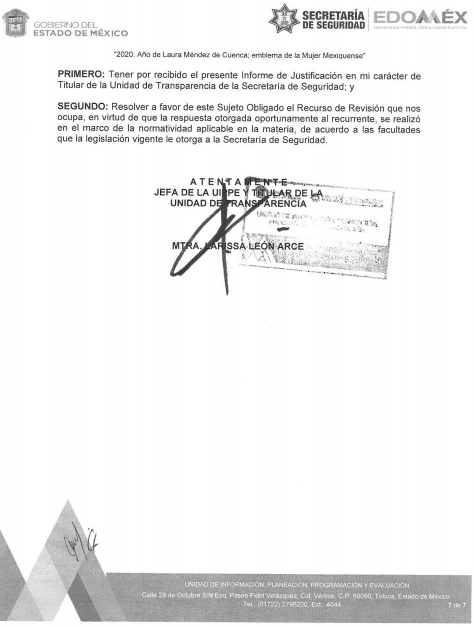 GOBIERNO DEL
ESTADO DE MÉXICO
SECRETARÍA
DE SEGURIDAD
EDOMÉX
DECISIONES FIRMES, RESULTADOS FUERTES.
"2020. Año de Laura Méndez de Cuenca; emblema de la Mujer Mexiquense"
PRIMERO: Tener por recibido el presente Informe de Justificación en mi carácter de
Titular de la Unidad de Transparencia de la Secretaría de Seguridad; y
SEGUNDO: Resolver a favor de este Sujeto Obligado el Recurso de Revisión que nos
ocupa, en virtud de que la respuesta otorgada oportunamente al recurrente, se realizó
en el marco de la normatividad aplicable en la materia, de acuerdo a las facultades
que la legislación vigente le otorga a la Secretaría de Seguridad.
A T E N T A M E N T E
JEFA DE LA UIPPE Y TITULAR DE LA
UNIDAD DE TRANSPARENCIA
MTRA. LARISSA LEÓN ARCE
UNIDAD DE INFORMACIÓN, PLANEACIÓN, PROGRAMACIÓN Y EVALUACIÓN
Calle 28 de Octubre S/N Esq. Paseo Fidel Velázquez, Col. Vértice, C.P. 50090, Toluca, Estado de México.
Tel.: (01722) 2796200, Ext.: 4044
7 de 7